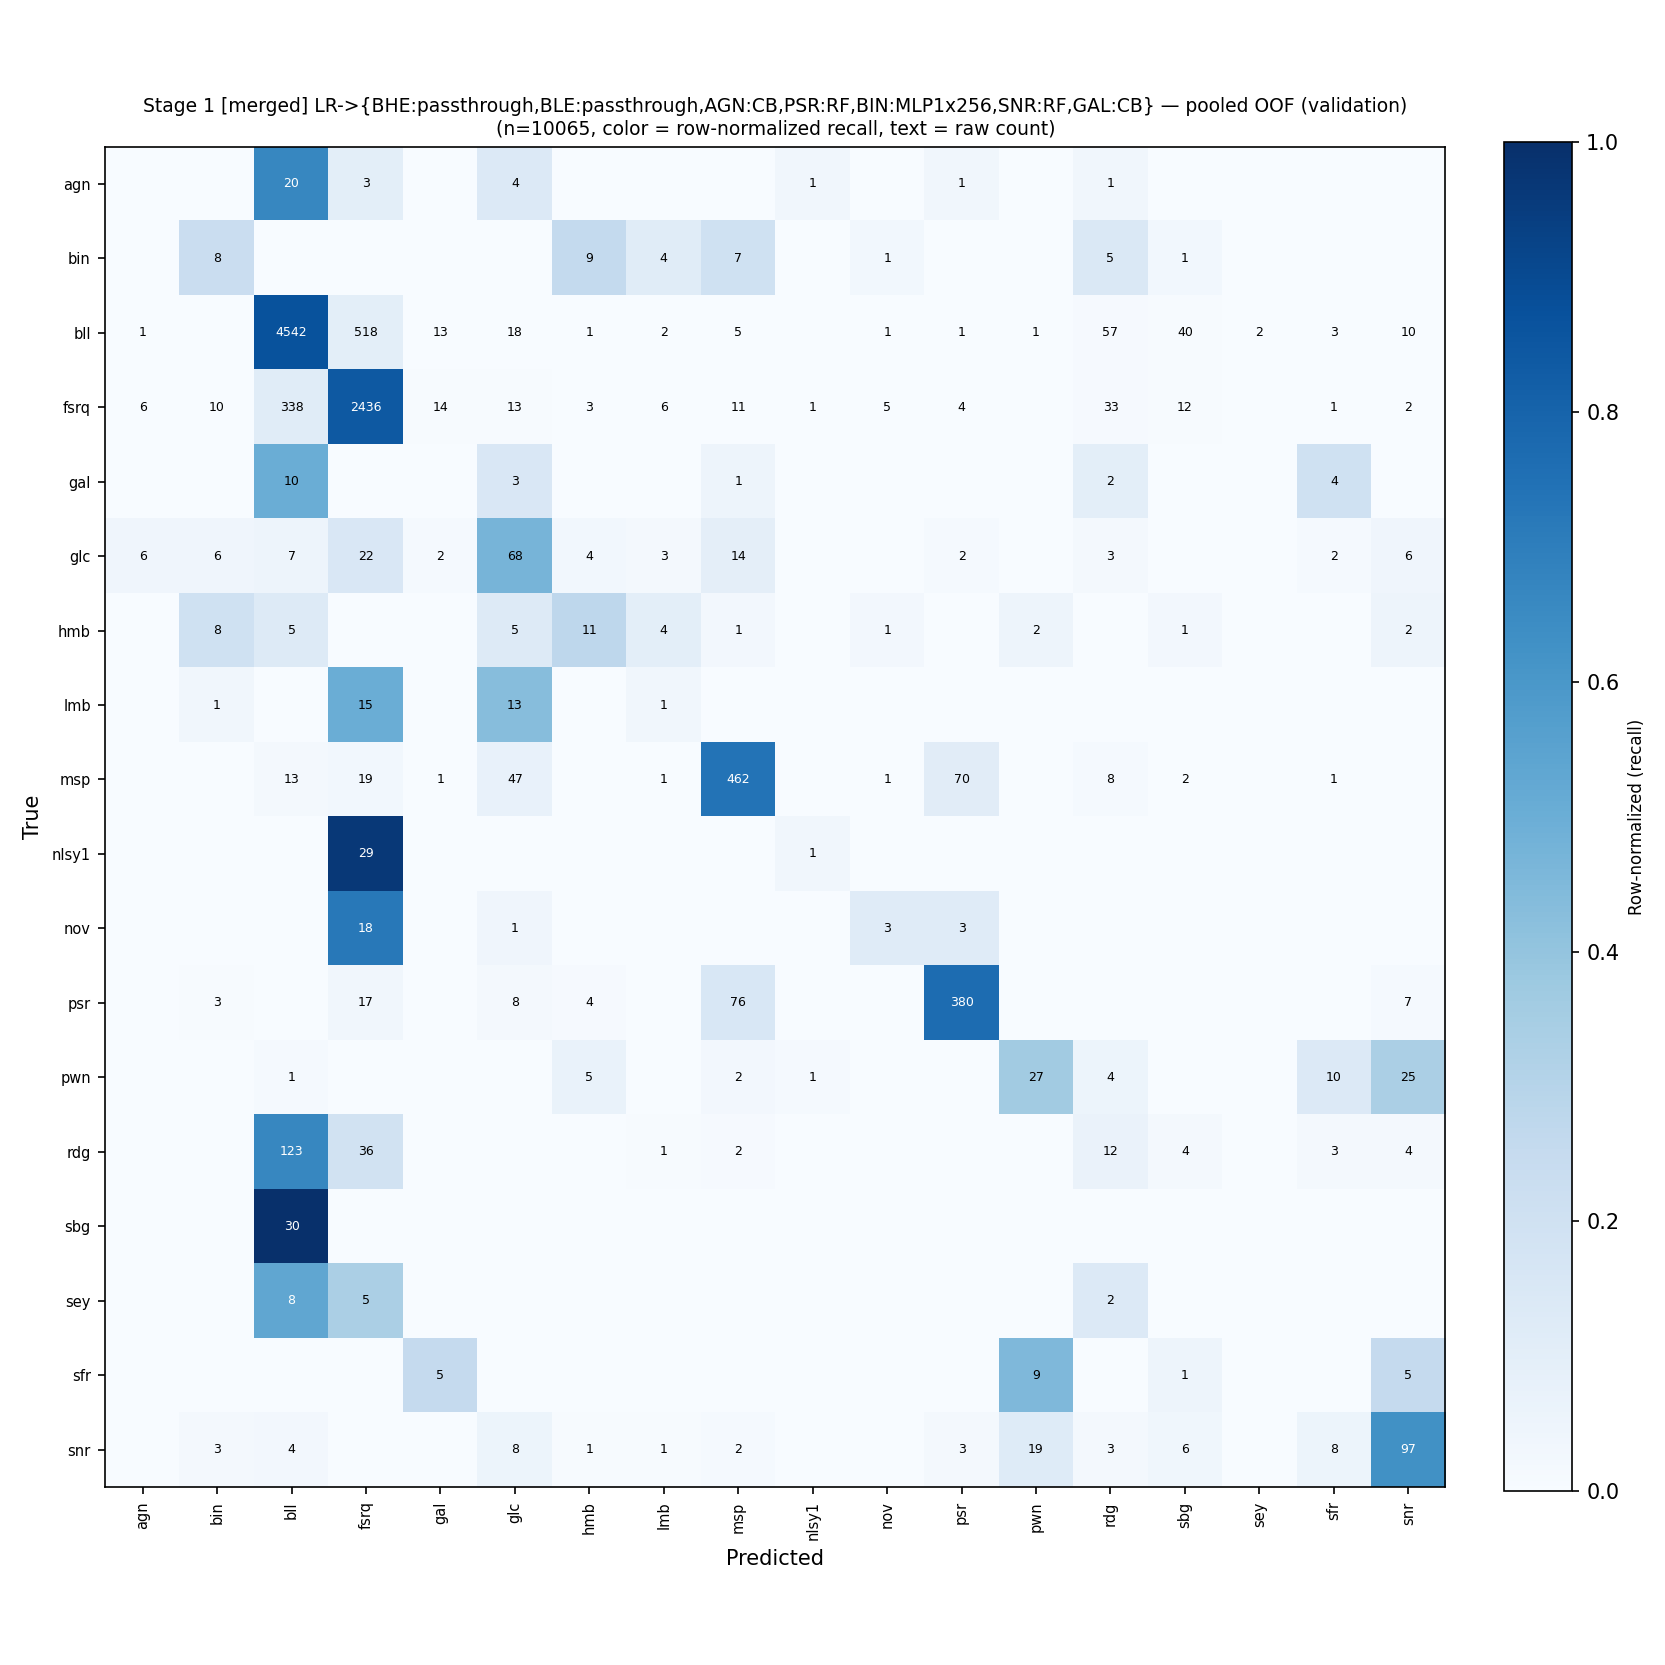 Stage 1 [merged] LR->{BHE:passthrough,BLE:passthrough,AGN:CB,PSR:RF,BIN:MLP1x256,SNR:RF,GAL:CB} — pooled OOF (validation)
(n=10065, color = row-normalized recall, text = raw count)
agn 20 3 4 1 1 1
bin 8 9 4 7 1 5 1
bll 1 4542 518 13 18 1 2 5 1 1 1 57 40 2 3 10
fsrq 6 10 338 2436 14 13 3 6 11 1 5 4 33 12 1 2
gal 10 3 1 2 4
glc 6 6 7 22 2 68 4 3 14 2 3 2 6
hmb 8 5 5 11 4 1 1 2 1 2
lmb 1 15 13 1
msp 13 19 1 47 1 462 1 70 8 2 1
nlsy1 29 1
nov 18 1 3 3
psr 3 17 8 4 76 380 7
pwn 1 5 2 1 27 4 10 25
rdg 123 36 1 2 12 4 3 4
sbg 30
sey 8 5 2
sfr 5 9 1 5
snr 3 4 8 1 1 2 3 19 3 6 8 97
agn bin bll fsrq gal glc hmb lmb msp nlsy1 nov psr pwn rdg sbg sey sfr snr
Predicted
True
1.0
0.8
0.6
0.4
0.2
0.0
Row-normalized (recall)